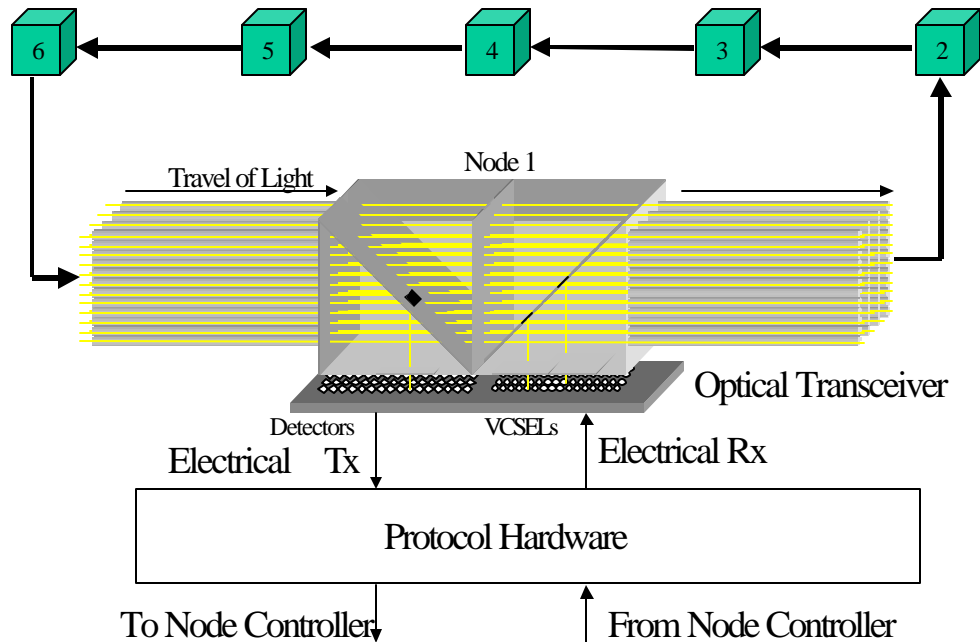 6
5
4
3
2
Node 1
Travel of Light
Optical Transceiver
Detectors
VCSELs
Electrical Tx
Electrical Rx
Protocol Hardware
To Node Controller
From Node Controller